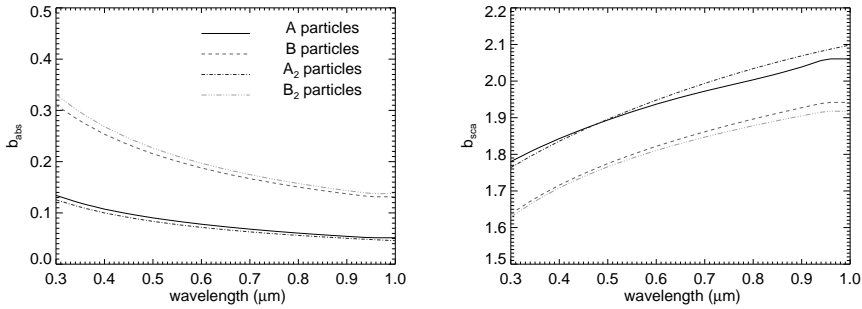 0.5
0.4
0.3
0.2
0.1
0.0
b_abs
0.3 0.4 0.5 0.6 0.7 0.8 0.9 1.0
wavelength (μm)
A particles
B particles
A₂ particles
B₂ particles
2.2
2.1
2.0
1.9
1.8
1.7
1.6
1.5
b_sca
0.3 0.4 0.5 0.6 0.7 0.8 0.9 1.0
wavelength (μm)